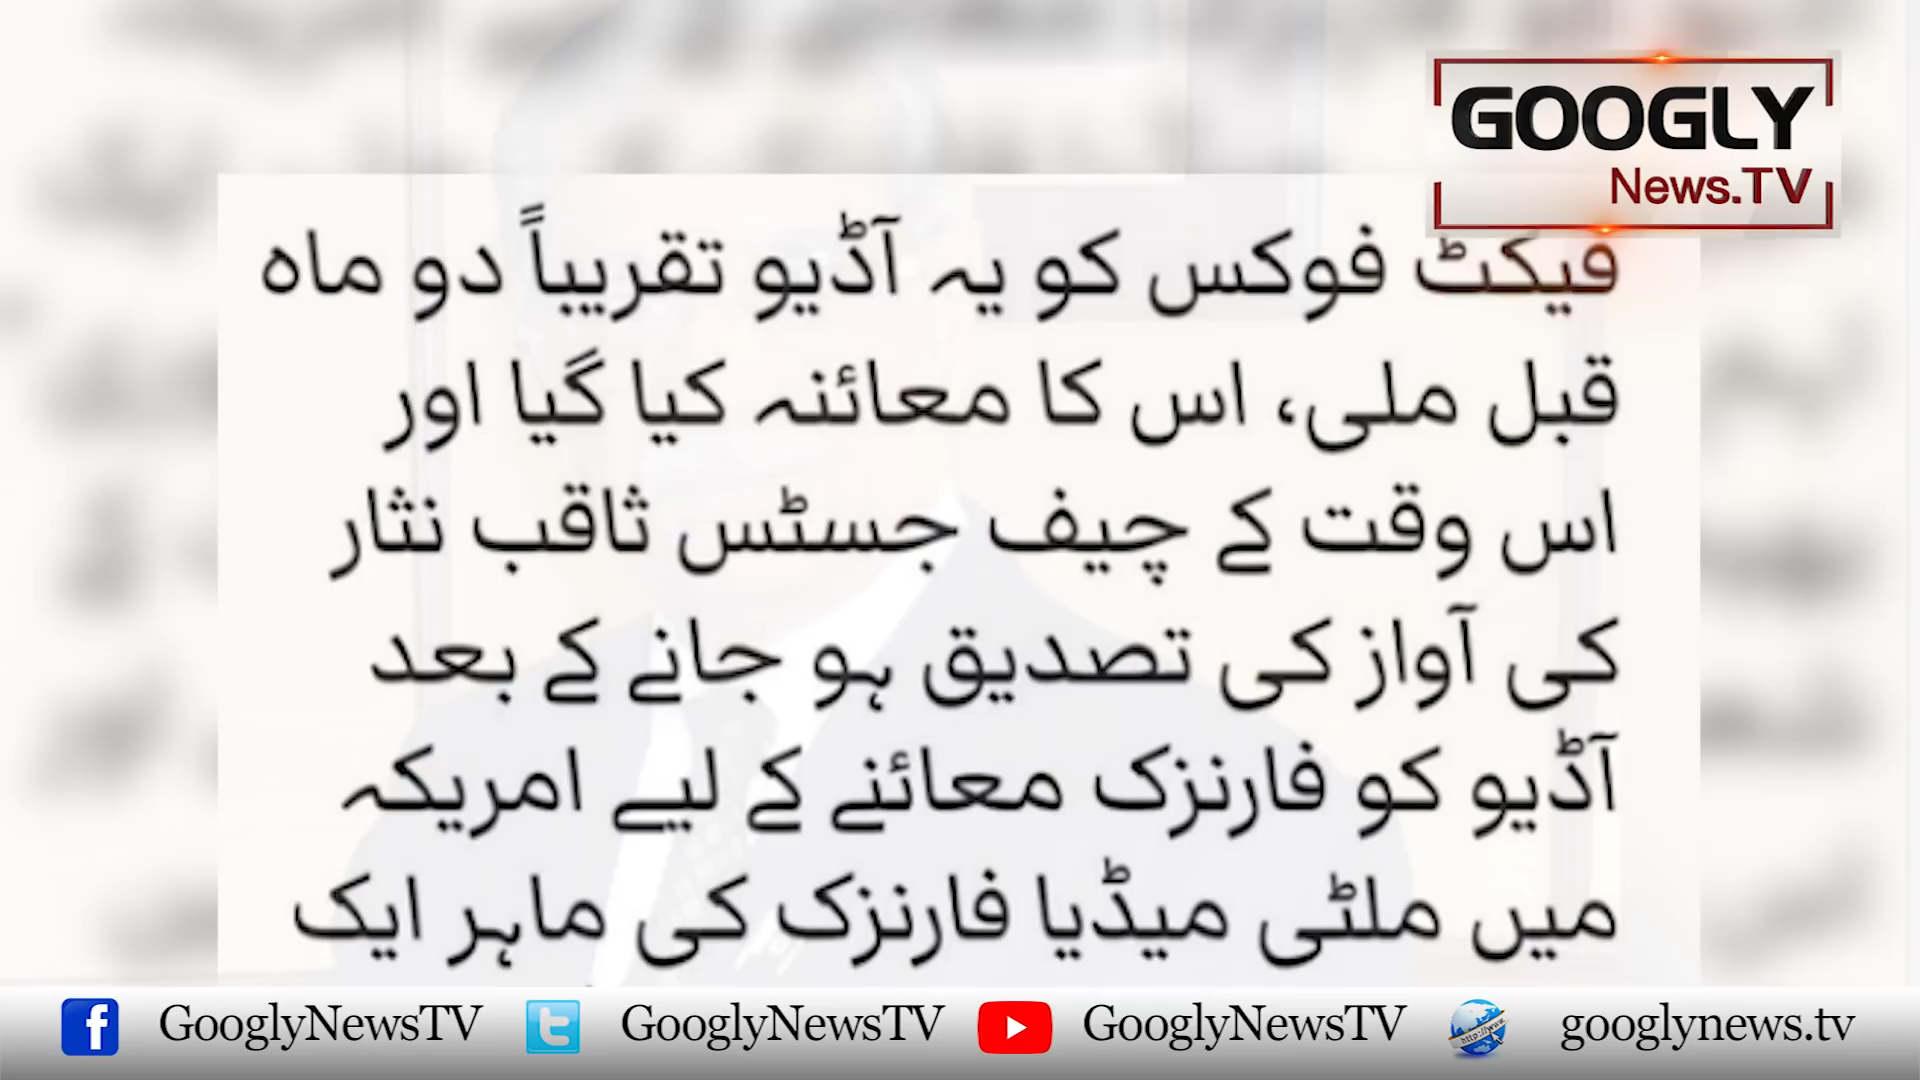 GOOGLY
News.TV
فیکٹ فوکس کو یہ آڈیو تقریباً دو ماہ
قبل ملی، اس کا معائنہ کیا گیا اور
اس وقت کے چیف جسٹس ثاقب نثار
کی آواز کی تصدیق ہو جانے کے بعد
آڈیو کو فارنزک معائنے کے لیے امریکہ
میں ملٹی میڈیا فارنزک کی ماہر ایک
GooglyNewsTV GooglyNewsTV GooglyNewsTV googlynews.tv